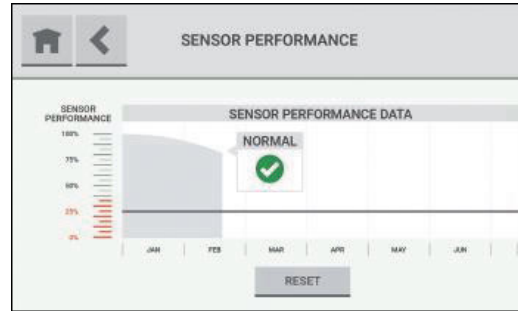 SENSOR PERFORMANCE
SENSOR
PERFORMANCE
SENSOR PERFORMANCE DATA
100%
NORMAL
75%
50%
25%
0%
JAN FEB MAR APR MAY JUN
RESET